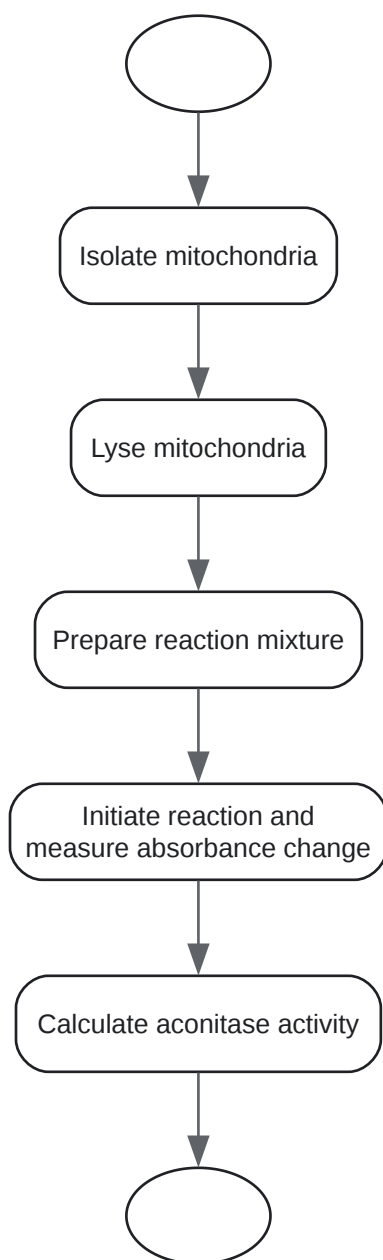 Isolate mitochondria
Lyse mitochondria
Prepare reaction mixture
Initiate reaction and
measure absorbance change
Calculate aconitase activity